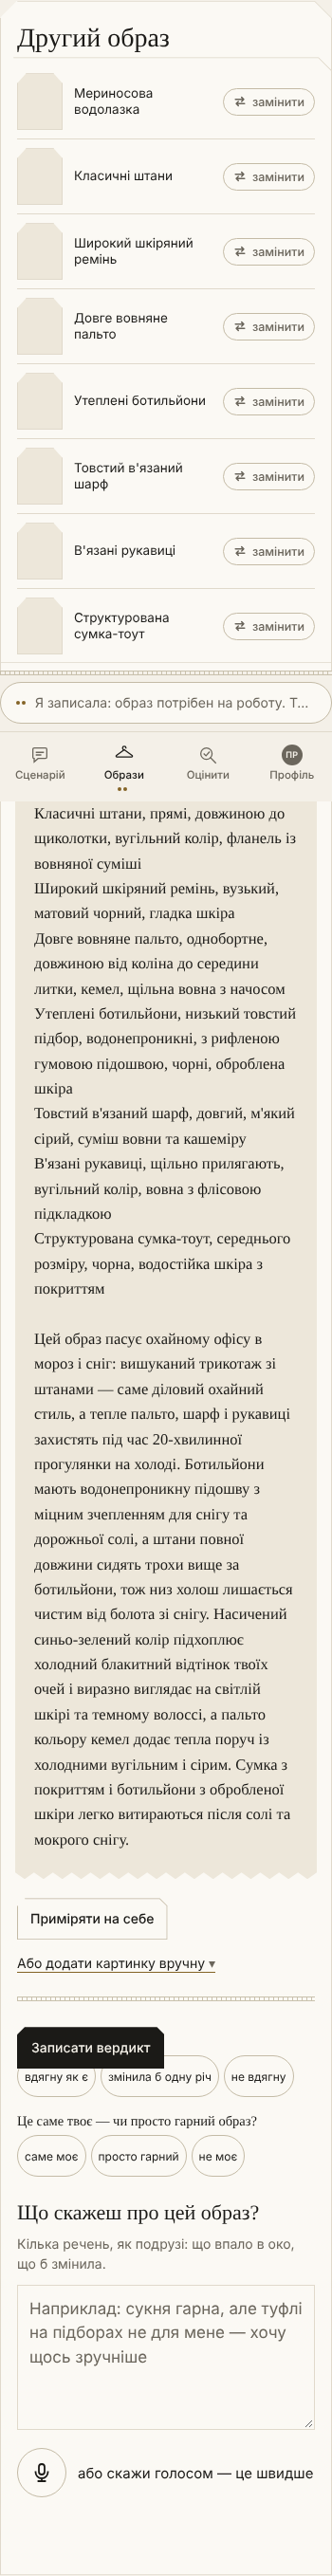 Другий образ
Мериносова
водолазка
замінити
Класичні штани
замінити
Широкий шкіряний
ремінь
замінити
Довге вовняне
пальто
замінити
Утеплені ботильйони
замінити
Товстий в'язаний
шарф
замінити
В'язані рукавиці
замінити
Структурована
сумка-тоут
замінити
Я записала: образ потрібен на роботу. Т...
Сценарій
Образи
Оцінити
ПР
Профіль
Класичні штани, прямі, довжиною до
щиколотки, вугільний колір, фланель із
вовняної суміші
Широкий шкіряний ремінь, вузький,
матовий чорний, гладка шкіра
Довге вовняне пальто, однобортне,
довжиною від коліна до середини
литки, кемел, щільна вовна з начосом
Утеплені ботильйони, низький товстий
підбор, водонепроникні, з рифленою
гумовою підошвою, чорні, оброблена
шкіра
Товстий в'язаний шарф, довгий, м'який
сірий, суміш вовни та кашеміру
В'язані рукавиці, щільно прилягають,
вугільний колір, вовна з флісовою
підкладкою
Структурована сумка-тоут, середнього
розміру, чорна, водостійка шкіра з
покриттям
Цей образ пасує охайному офісу в
мороз і сніг: вишуканий трикотаж зі
штанами — саме діловий охайний
стиль, а тепле пальто, шарф і рукавиці
захистять під час 20-хвилинної
прогулянки на холоді. Ботильйони
мають водонепроникну підошву з
міцним зчепленням для снігу та
дорожньої солі, а штани повної
довжини сидять трохи вище за
ботильйони, тож низ холош лишається
чистим від болота зі снігу. Насичений
синьо-зелений колір підхоплює
холодний блакитний відтінок твоїх
очей і виразно виглядає на світлій
шкірі та темному волоссі, а пальто
кольору кемел додає тепла поруч із
холодними вугільним і сірим. Сумка з
покриттям і ботильйони з обробленої
шкіри легко витираються після солі та
мокрого снігу.
Приміряти на себе
Або додати картинку вручну ▾
Записати вердикт
вдягну як є
змінила б одну річ
не вдягну
Це саме твоє — чи просто гарний образ?
саме моє
просто гарний
не моє
Що скажеш про цей образ?
Кілька речень, як подрузі: що впало в око,
що б змінила.
Наприклад: сукня гарна, але туфлі
на підборах не для мене — хочу
щось зручніше
або скажи голосом — це швидше